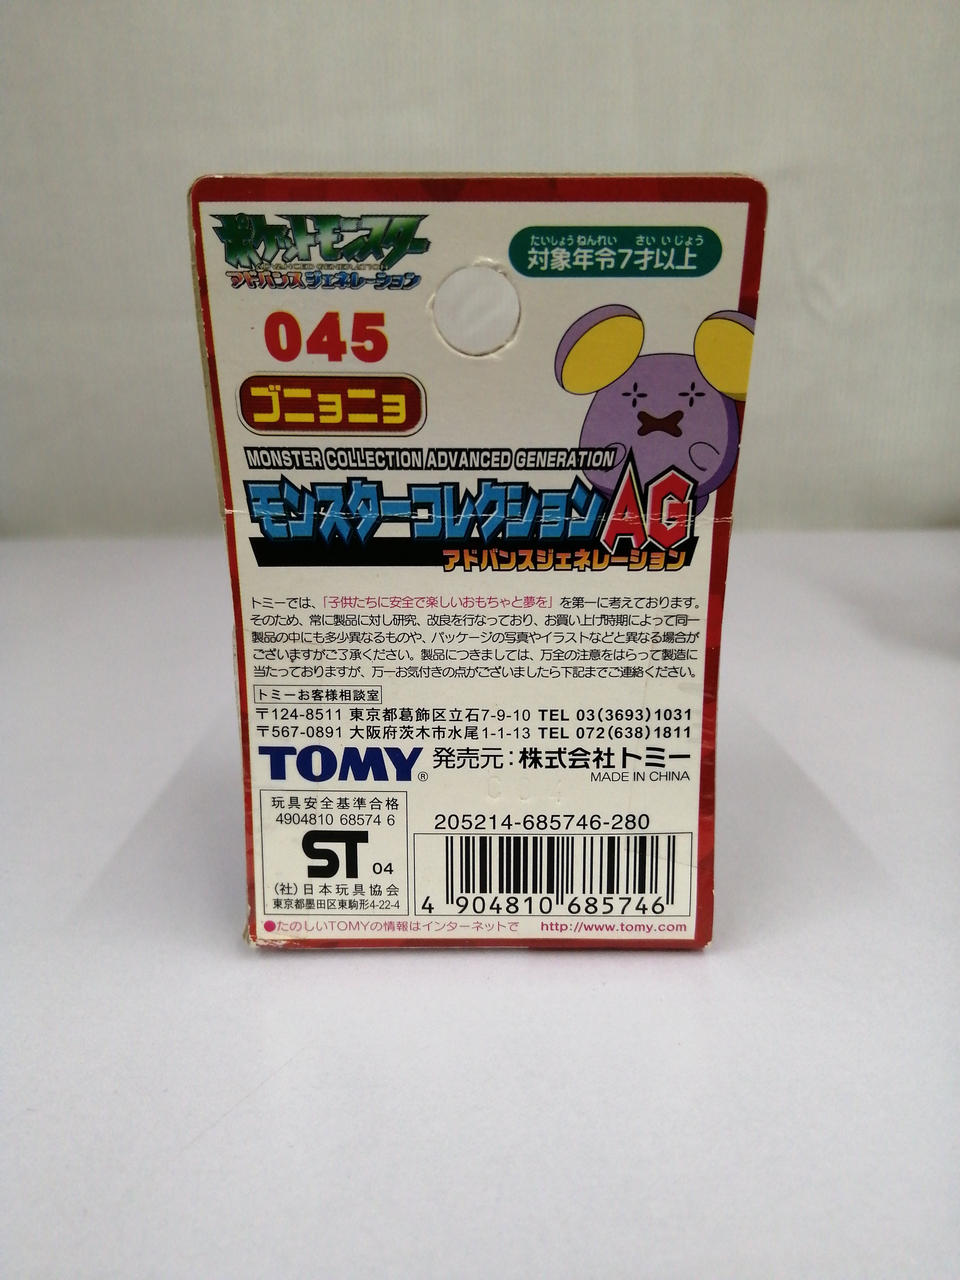 ポケットモンスター
ADVANCED GENERATION
アドバンスジェネレーション
たいしょうねんれい さいいじょう
対象年令7才以上
045
ゴニョニョ
MONSTER COLLECTION ADVANCED GENERATION
モンスターコレクションAG
アドバンスジェネレーション
トミーでは、「子供たちに安全で楽しいおもちゃと夢を」を第一に考えております。
そのため、常に製品に対し研究、改良を行なっており、お買い上げ時期によって同一
製品の中にも多少異なるものや、パッケージの写真やイラストなどと異なる場合が
ございますがご了承ください。製品につきましては、万全の注意をはらって製造に
当たっておりますが、万一お気付きの点がございましたら下記までご連絡ください。
トミーお客様相談室
〒124-8511 東京都葛飾区立石7-9-10 TEL 03(3693)1031
〒567-0891 大阪府茨木市水尾1-1-13 TEL 072(638)1811
TOMY® 発売元:株式会社トミー
MADE IN CHINA
玩具安全基準合格
4904810 68574 6
ST 04
(社)日本玩具協会
東京都墨田区東駒形4-22-4
205214-685746-280
4 904810 685746
●たのしいTOMYの情報はインターネットで http://www.tomy.com